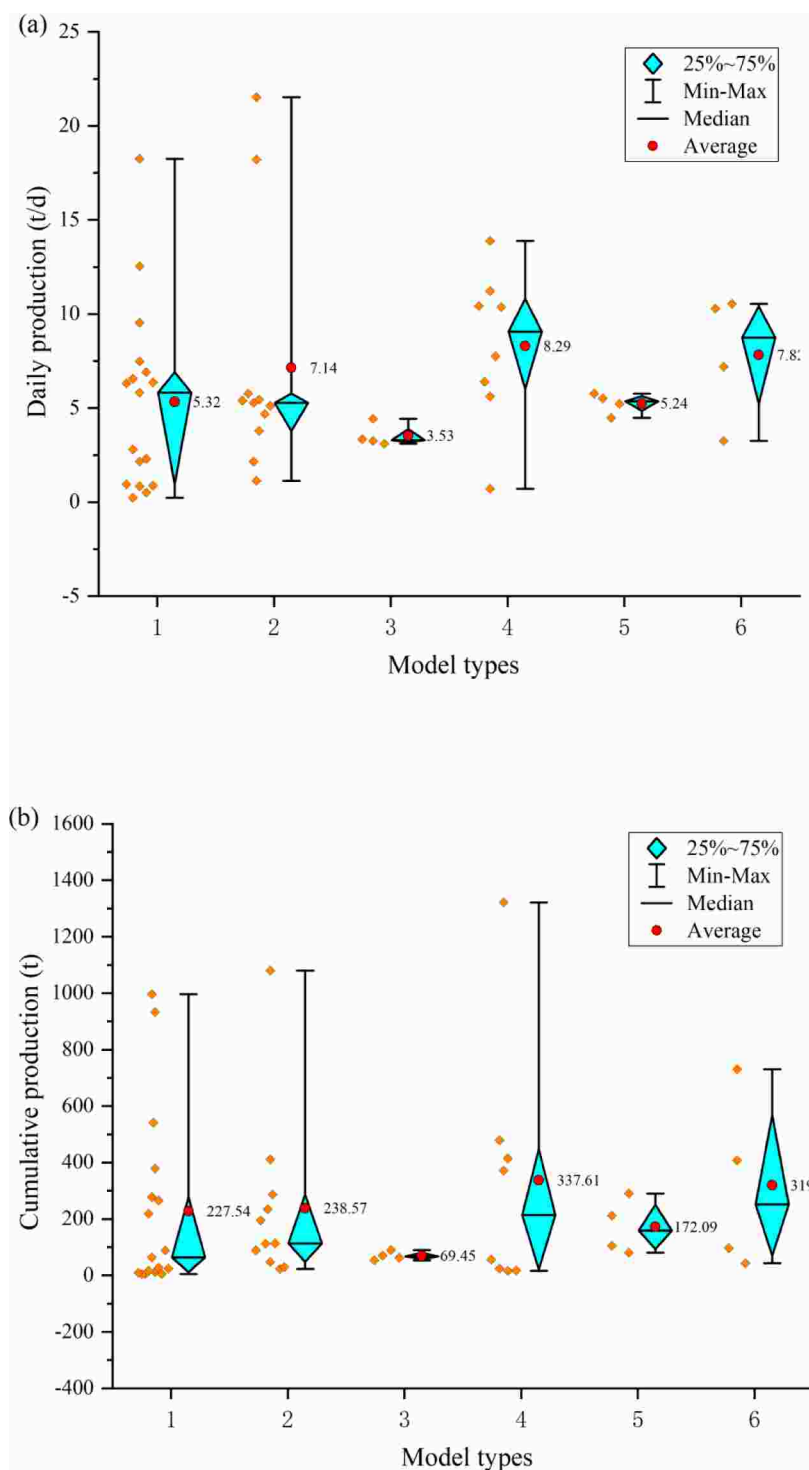 (a)
25
20
15
10
5
0
-5
Daily production (t/d)
25%~75%
Min-Max
Median
Average
5.32
7.14
3.53
8.29
5.24
7.82
1 2 3 4 5 6
Model types
(b)
1600
1400
1200
1000
800
600
400
200
0
-200
-400
Cumulative production (t)
25%~75%
Min-Max
Median
Average
227.54
238.57
69.45
337.61
172.09
319
1 2 3 4 5 6
Model types